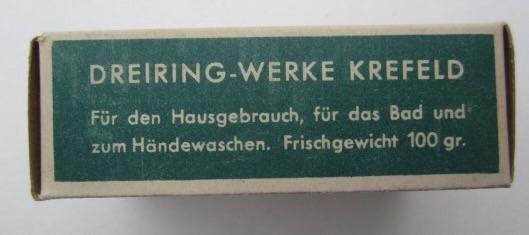 DREIRING-WERKE KREFELD
Für den Hausgebrauch, für das Bad und
zum Händewaschen. Frischgewicht 100 gr.